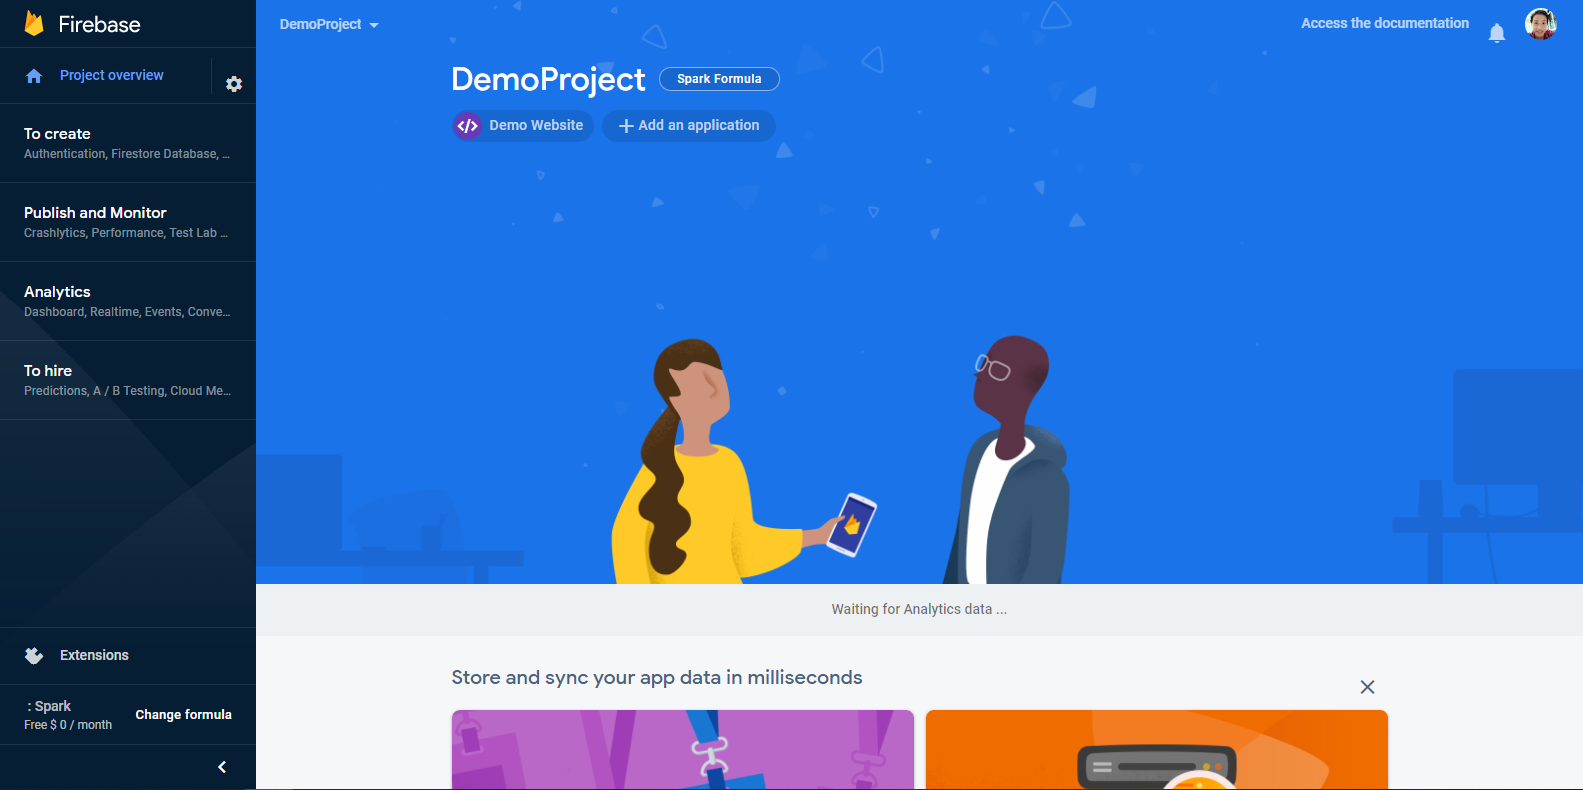 Firebase
Project overview
To create
Authentication, Firestore Database, ...
Publish and Monitor
Crashlytics, Performance, Test Lab ...
Analytics
Dashboard, Realtime, Events, Conve...
To hire
Predictions, A / B Testing, Cloud Me...
Extensions
: Spark
Free $ 0 / month
Change formula
DemoProject
Access the documentation
DemoProject
Spark Formula
</> Demo Website
+ Add an application
Waiting for Analytics data ...
Store and sync your app data in milliseconds